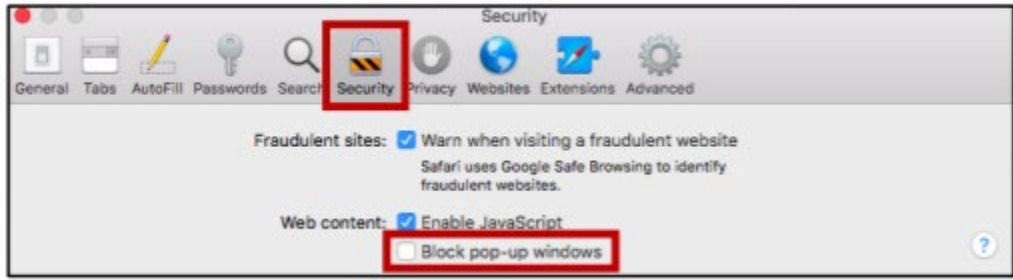 Security
General Tabs AutoFill Passwords Search Security Privacy Websites Extensions Advanced
Fraudulent sites: Warn when visiting a fraudulent website
Safari uses Google Safe Browsing to identify
fraudulent websites.
Web content: Enable JavaScript
Block pop-up windows
?